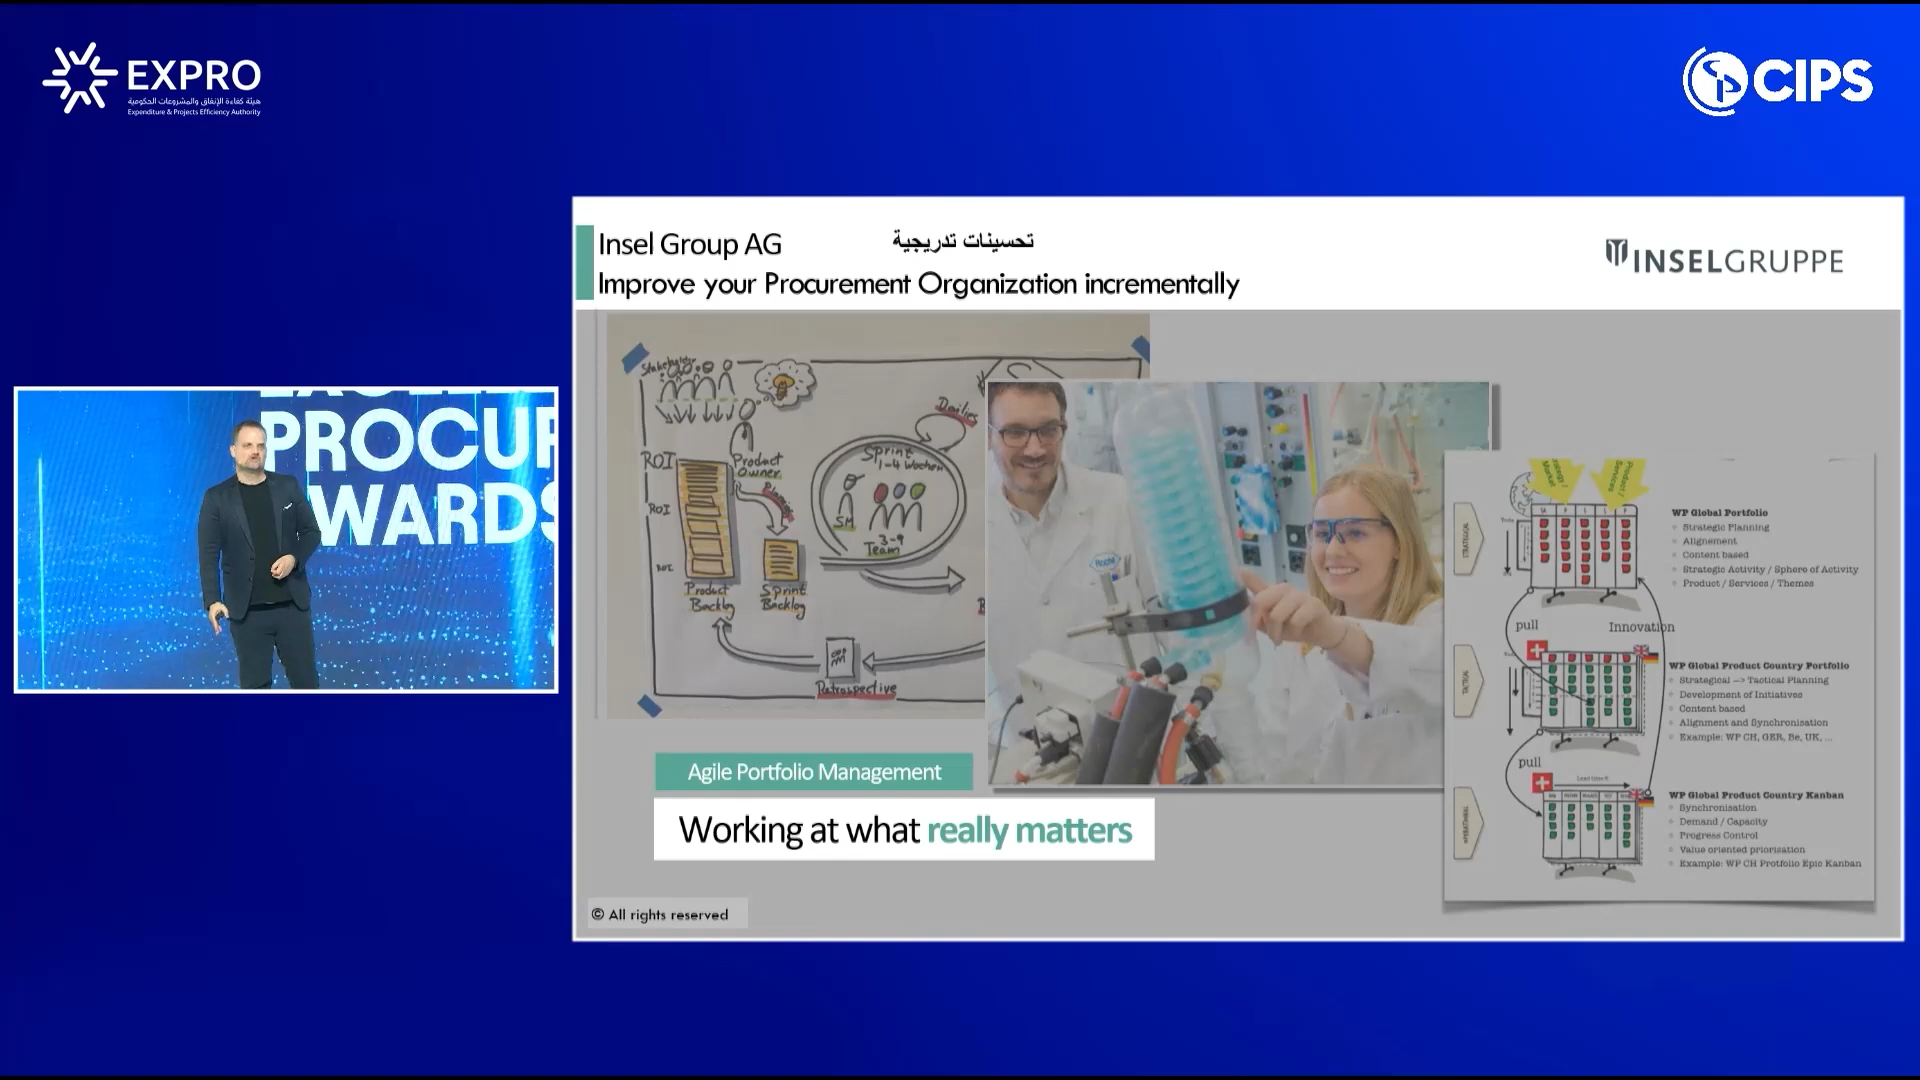 EXPRO
هيئة كفاءة الإنفاق والمشروعات الحكومية
Expenditure & Projects Efficiency Authority
CIPS
PROCUR
WARDS
Insel Group AG
تحسينات تدريجية
Improve your Procurement Organization incrementally
INSELGRUPPE
Stakeholder
ROI
ROI
ROI
Product
Owner
Planning
Product
Backlog
Sprint
Backlog
Dailies
Sprint
1-4 Wochen
SM
3-9
Team
Retrospective
Product /
Services
WP Global Portfolio
Strategic Planning
Alignement
Content based
Strategic Activity / Sphere of Activity
Product / Services / Themes
pull
Innovation
WP Global Product Country Portfolio
Strategical --> Tactical Planning
Development of Initiatives
Content based
Alignment and Synchronisation
Example: WP CH, GER, Be, UK, ...
pull
WP Global Product Country Kanban
Synchronisation
Demand / Capacity
Progress Control
Value oriented priorisation
Example: WP CH Protfolio Epic Kanban
Agile Portfolio Management
Working at what really matters
© All rights reserved